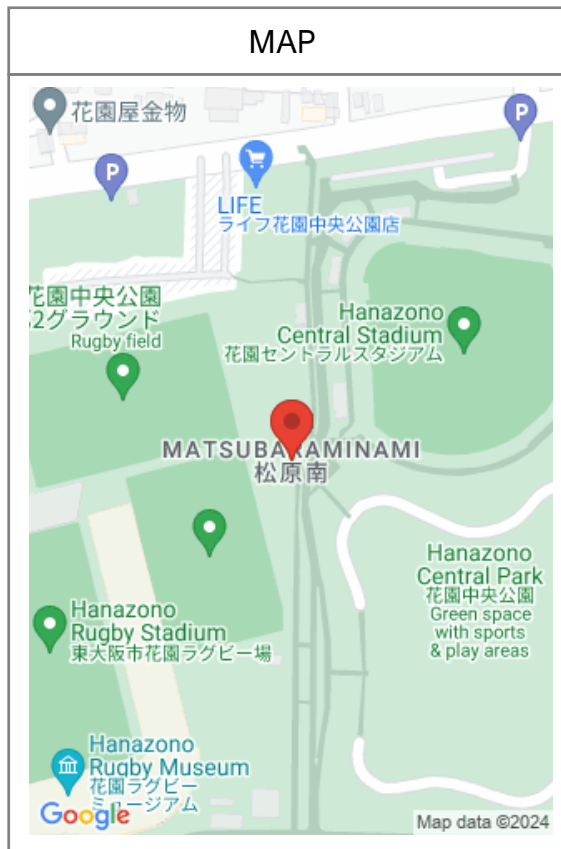 MAP
花園屋金物
P
P
LIFE
ライフ花園中央公園店
花園中央公園
グラウンド
Rugby field
Hanazono
Central Stadium
花園セントラルスタジアム
MATSUBARAMINAMI
松原南
Hanazono
Central Park
花園中央公園
Green space
with sports
& play areas
Hanazono
Rugby Stadium
東大阪市花園ラグビー場
Hanazono
Rugby Museum
花園ラグビー
ミュージアム
Google
Map data ©2024